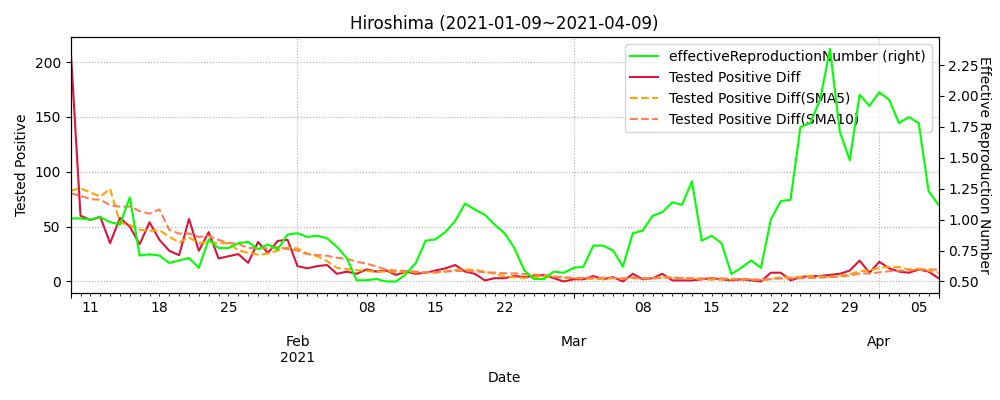 Hiroshima (2021-01-09~2021-04-09)
effectiveReproductionNumber (right)
Tested Positive Diff
Tested Positive Diff(SMA5)
Tested Positive Diff(SMA10)
Tested Positive
200
150
100
50
0
Effective Reproduction Number
2.25
2.00
1.75
1.50
1.25
1.00
0.75
0.50
11 18 25 08 15 22 08 15 22 29 05
Feb Mar Apr
2021
Date